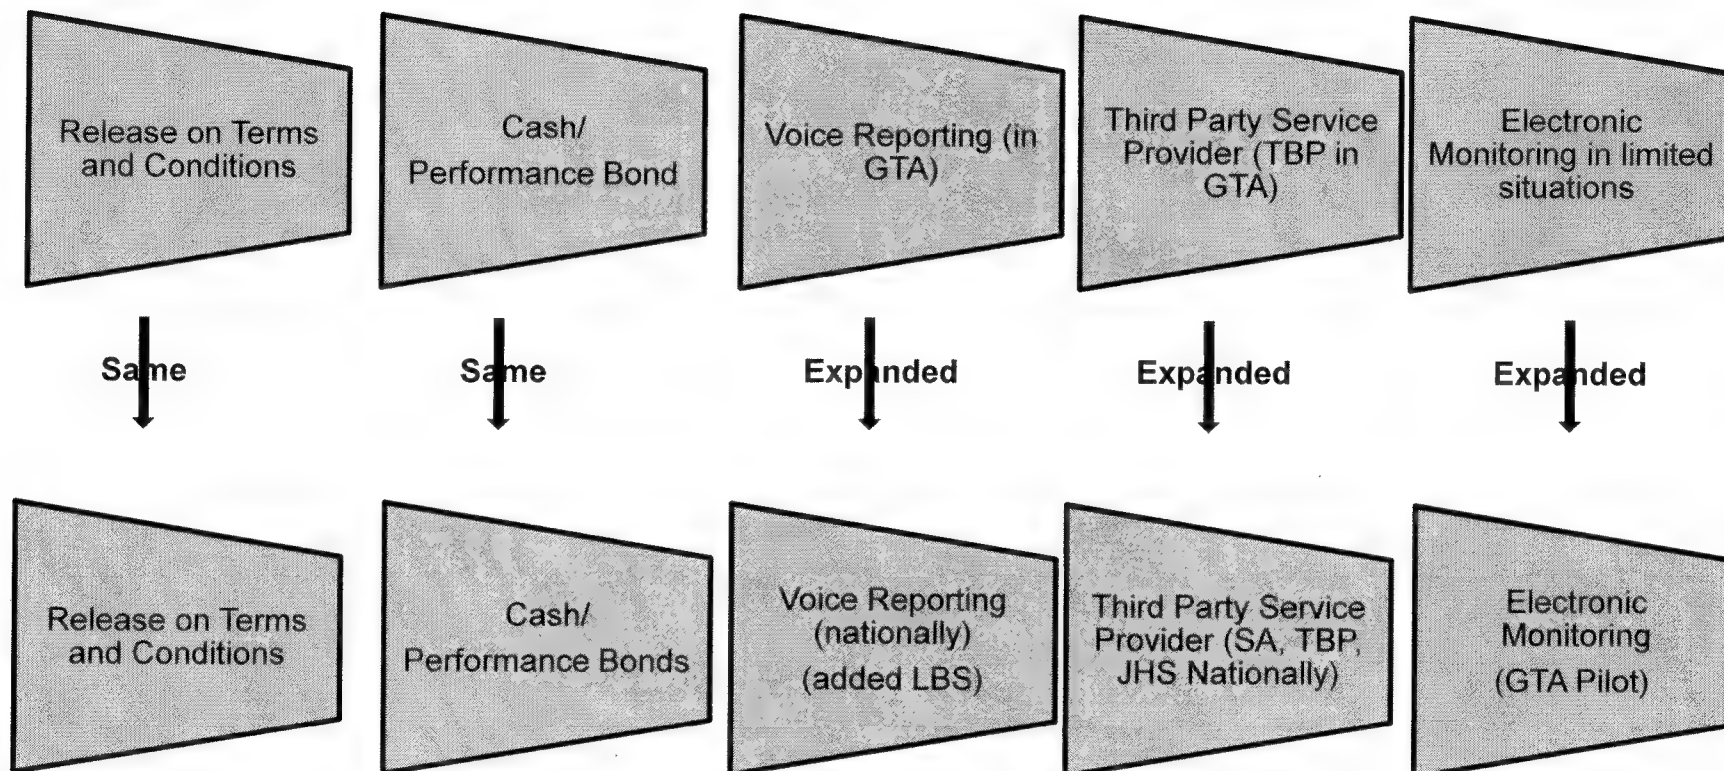 Release on Terms
and Conditions
Cash/
Performance Bond
Voice Reporting (in
GTA)
Third Party Service
Provider (TBP in
GTA)
Electronic
Monitoring in limited
situations
Same
Same
Expanded
Expanded
Expanded
Release on Terms
and Conditions
Cash/
Performance Bonds
Voice Reporting
(nationally)
(added LBS)
Third Party Service
Provider (SA, TBP,
JHS Nationally)
Electronic
Monitoring
(GTA Pilot)